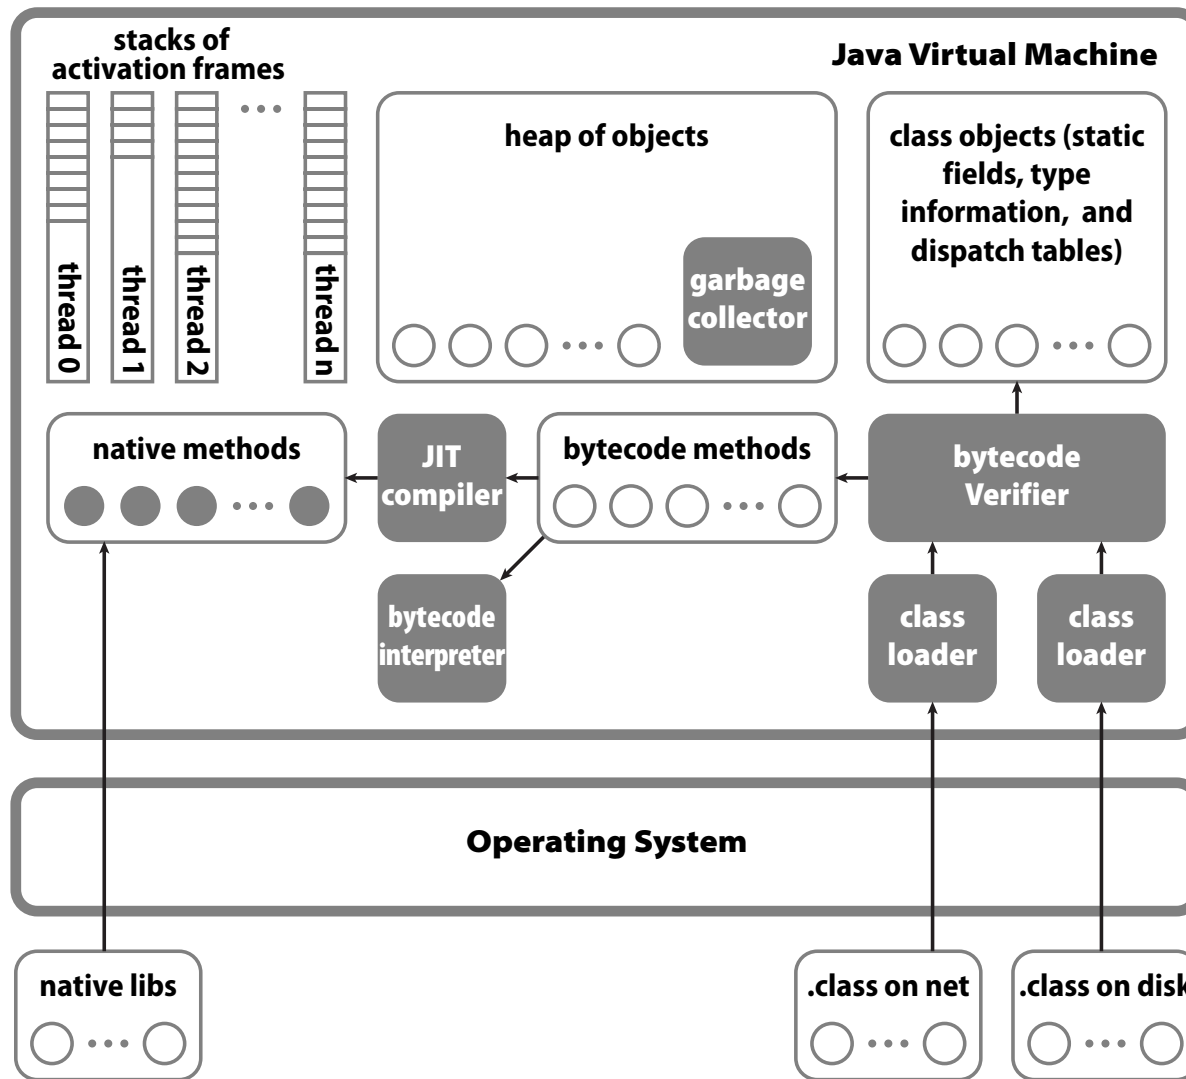 stacks of
activation frames
Java Virtual Machine
thread 0
thread 1
thread 2
thread n
heap of objects
garbage
collector
class objects (static
fields, type
information, and
dispatch tables)
native methods
JIT
compiler
bytecode methods
bytecode
Verifier
bytecode
interpreter
class
loader
class
loader
Operating System
native libs
.class on net
.class on disk